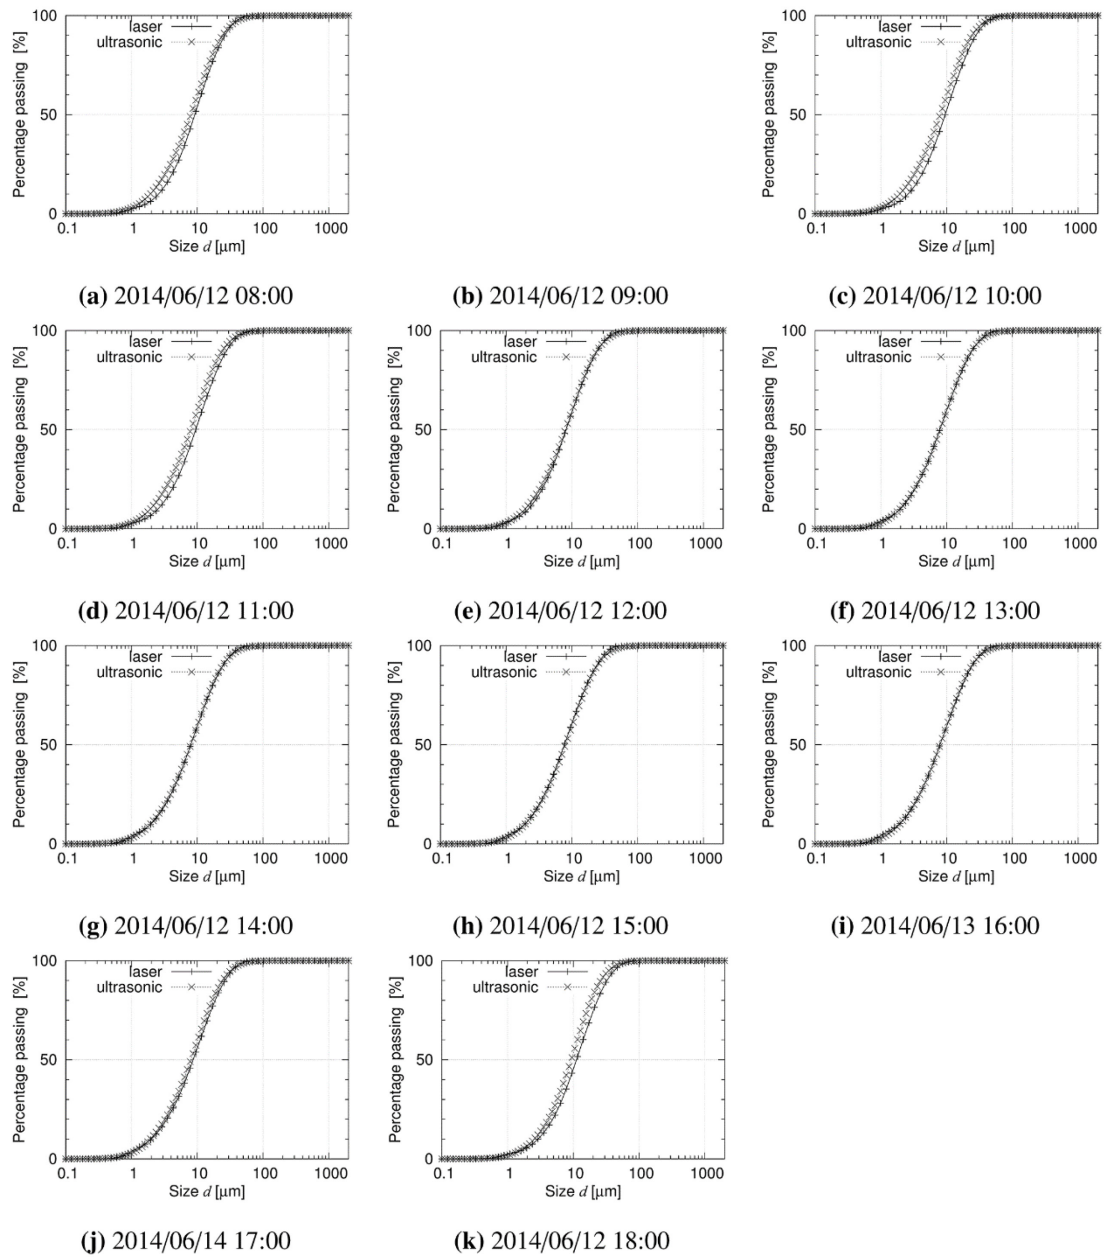 100
laser
ultrasonic
Percentage passing [%]
50
0
0.1 1 10 100 1000
Size d [μm]
(a) 2014/06/12 08:00
(b) 2014/06/12 09:00
100
laser
ultrasonic
Percentage passing [%]
50
0
0.1 1 10 100 1000
Size d [μm]
(c) 2014/06/12 10:00
100
laser
ultrasonic
Percentage passing [%]
50
0
0.1 1 10 100 1000
Size d [μm]
(d) 2014/06/12 11:00
100
laser
ultrasonic
Percentage passing [%]
50
0
0.1 1 10 100 1000
Size d [μm]
(e) 2014/06/12 12:00
100
laser
ultrasonic
Percentage passing [%]
50
0
0.1 1 10 100 1000
Size d [μm]
(f) 2014/06/12 13:00
100
laser
ultrasonic
Percentage passing [%]
50
0
0.1 1 10 100 1000
Size d [μm]
(g) 2014/06/12 14:00
100
laser
ultrasonic
Percentage passing [%]
50
0
0.1 1 10 100 1000
Size d [μm]
(h) 2014/06/12 15:00
100
laser
ultrasonic
Percentage passing [%]
50
0
0.1 1 10 100 1000
Size d [μm]
(i) 2014/06/13 16:00
100
laser
ultrasonic
Percentage passing [%]
50
0
0.1 1 10 100 1000
Size d [μm]
(j) 2014/06/14 17:00
100
laser
ultrasonic
Percentage passing [%]
50
0
0.1 1 10 100 1000
Size d [μm]
(k) 2014/06/12 18:00